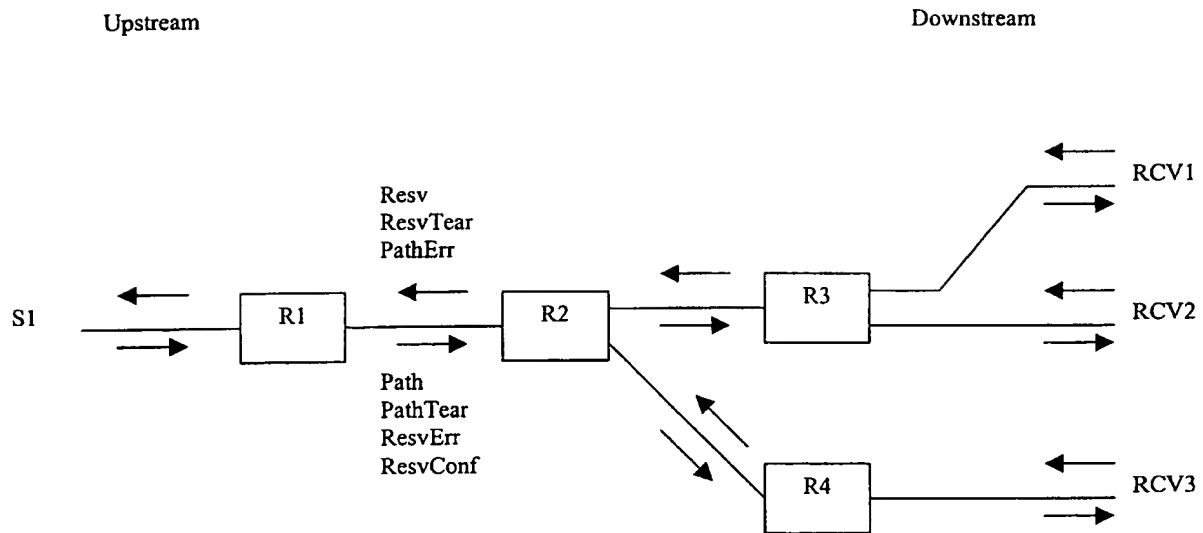 Upstream
Downstream
RCV1
Resv
ResvTear
PathErr
S1
R1
R2
R3
RCV2
Path
PathTear
ResvErr
ResvConf
R4
RCV3